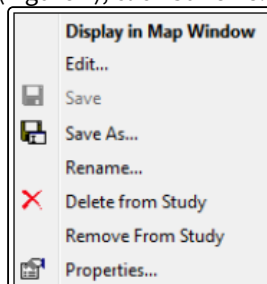 Display in Map Window
Edit...
Save
Save As...
Rename...
Delete from Study
Remove From Study
Properties...